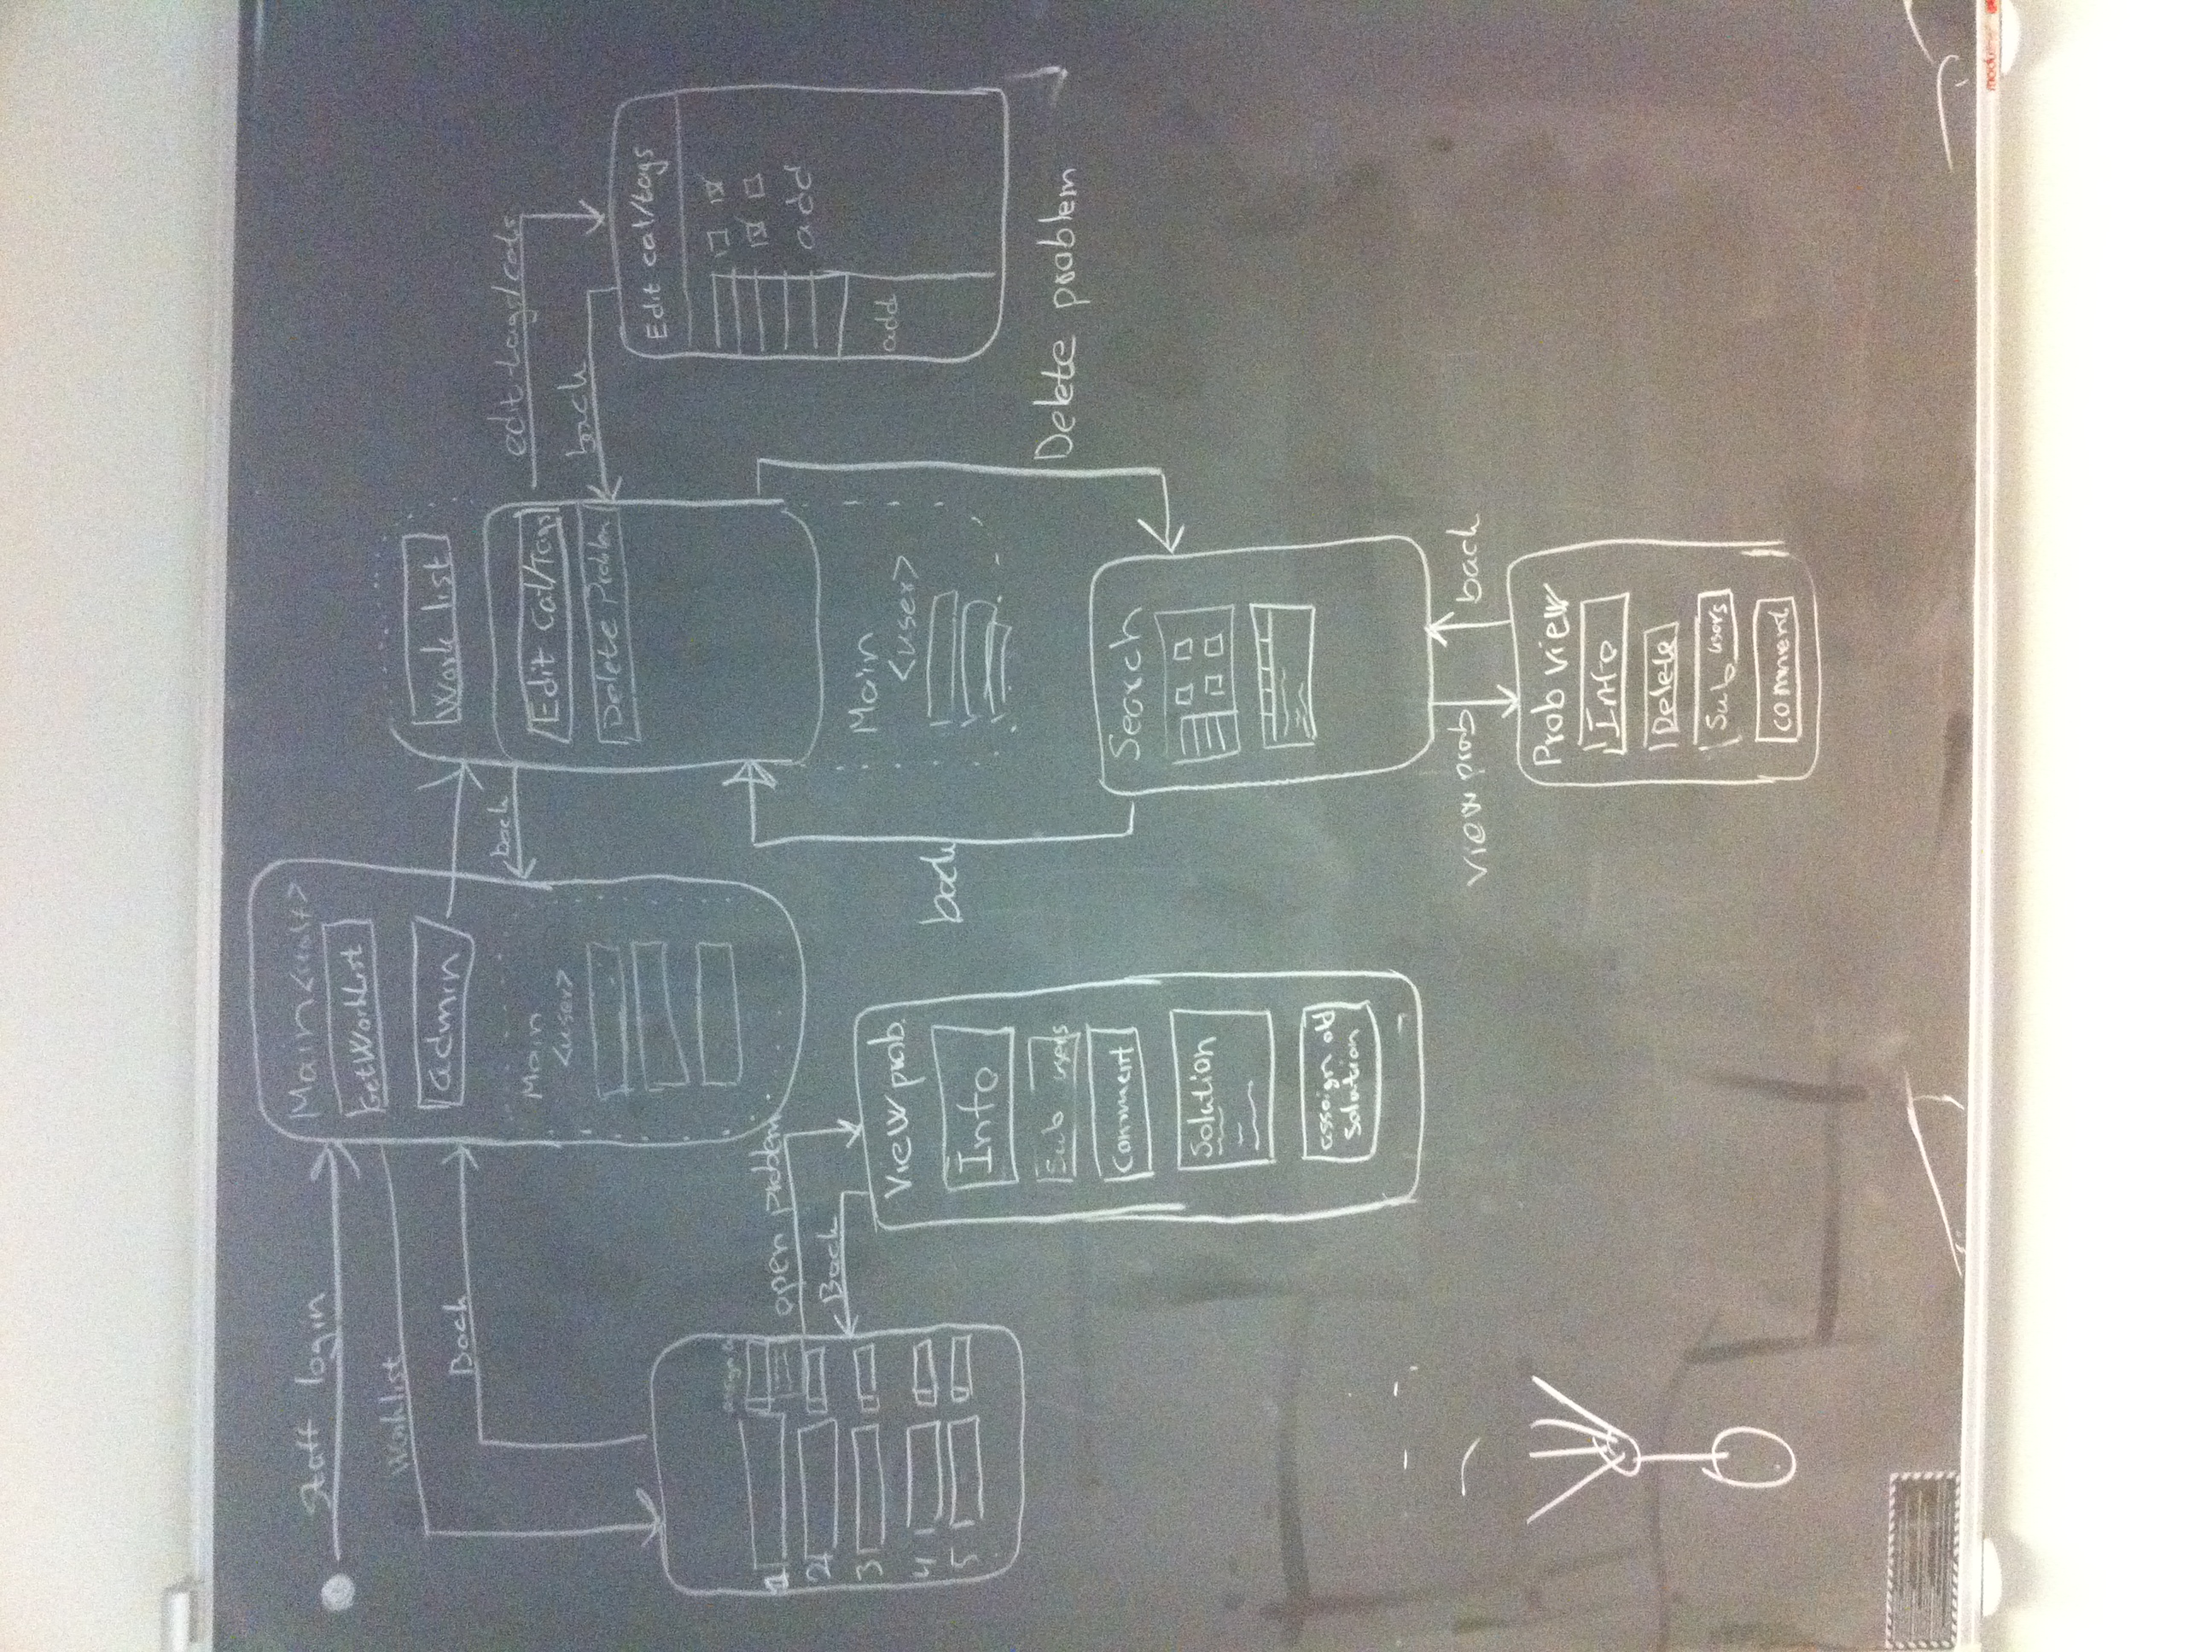 Staff login
Worklist
Back
Main <staff>
GetWorkList
admin
Main
<user>
back
Work list
Edit Cat/Tags
Delete Problem
edit tags/cats
back
Edit cat/tags
add
add
1
2
3
4
5
open problem
Back
View prob.
Info
Sub users
Comment
Solution
assoign old
solution
Main
<user>
back
Delete problem
Search
view prob
back
Prob view
Info
Delete
Sub users
comment